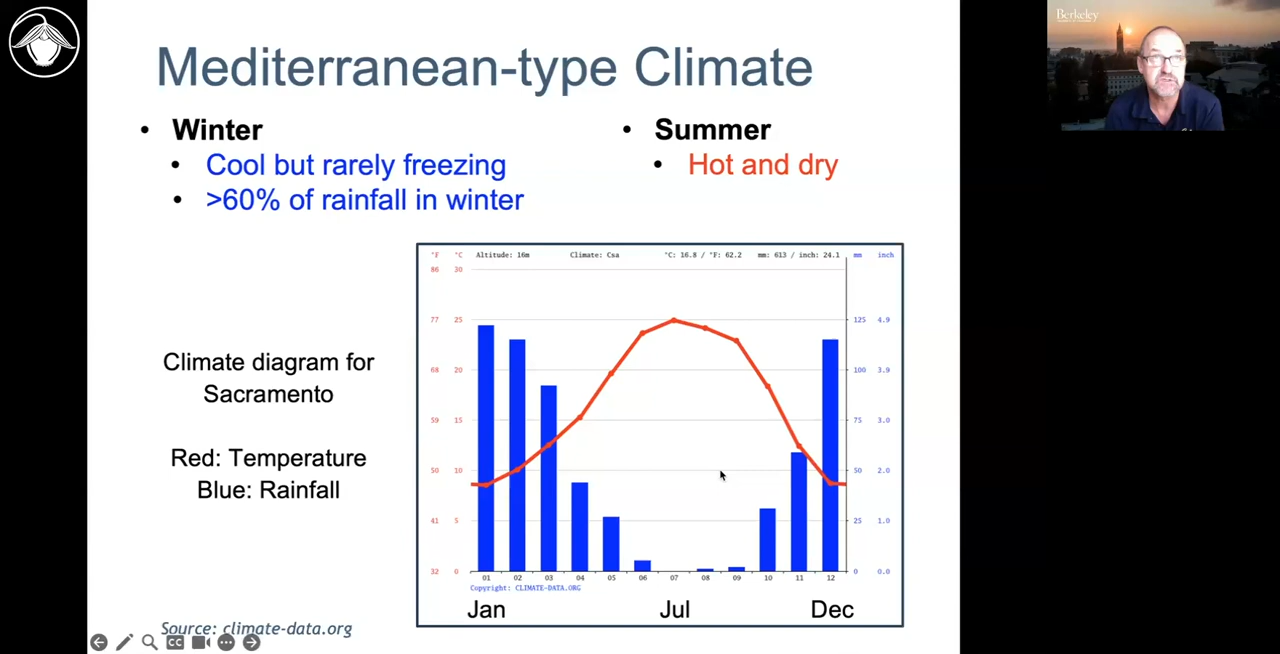 Mediterranean-type Climate
• Winter
• Cool but rarely freezing
• >60% of rainfall in winter
• Summer
• Hot and dry
Berkeley
Climate diagram for
Sacramento
Red: Temperature
Blue: Rainfall
°F °C Altitude: 16m Climate: Csa °C: 16.8 / °F: 62.2 mm: 613 / inch: 24.1 mm inch
86 30
77 25 125 4.9
68 20 100 3.9
59 15 75 3.0
50 10 50 2.0
41 5 25 1.0
32 0 0 0.0
01 02 03 04 05 06 07 08 09 10 11 12
Copyright: CLIMATE-DATA.ORG
Jan Jul Dec
Source: climate-data.org
CC